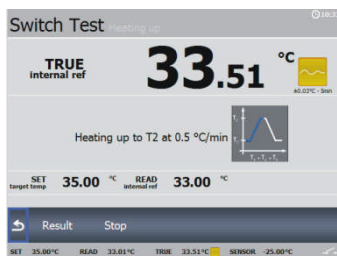 Switch Test Heating up
TRUE
internal ref
33.51 °C
±0.03°C - 5min
Heating up to T2 at 0.5 °C/min
SET
target temp
35.00 °C
READ
internal ref
33.00 °C
Result Stop
SET 35.00°C READ 33.01°C TRUE 33.51°C SENSOR -25.00°C